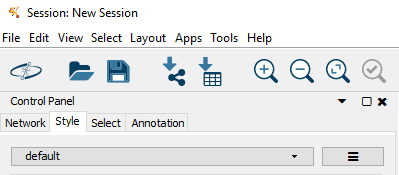 Session: New Session
File Edit View Select Layout Apps Tools Help
Control Panel
Network Style Select Annotation
default